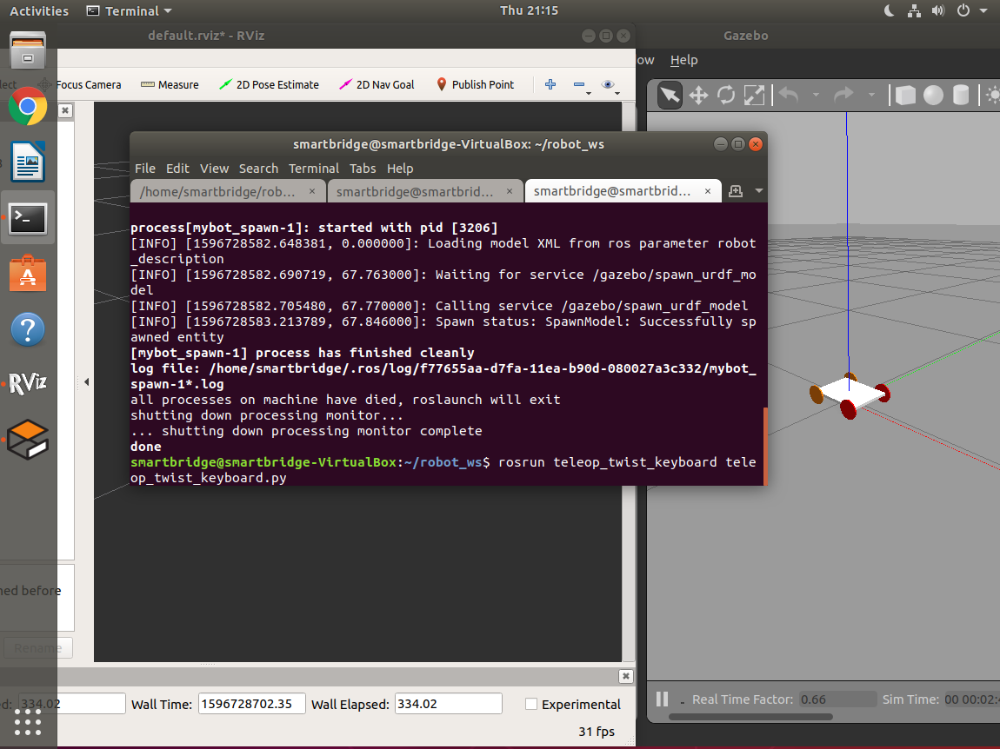 Activities
Terminal
Thu 21:15
default.rviz* - RViz
Gazebo
ow Help
lect
Focus Camera
Measure
2D Pose Estimate
2D Nav Goal
Publish Point
smartbridge@smartbridge-VirtualBox: ~/robot_ws
File Edit View Search Terminal Tabs Help
/home/smartbridge/rob... ×
smartbridge@smartbrid... ×
smartbridge@smartbrid... ×
process[mybot_spawn-1]: started with pid [3206]
[INFO] [1596728582.648381, 0.000000]: Loading model XML from ros parameter robot
_description
[INFO] [1596728582.690719, 67.763000]: Waiting for service /gazebo/spawn_urdf_mo
del
[INFO] [1596728582.705480, 67.770000]: Calling service /gazebo/spawn_urdf_model
[INFO] [1596728583.213789, 67.846000]: Spawn status: SpawnModel: Successfully sp
awned entity
[mybot_spawn-1] process has finished cleanly
log file: /home/smartbridge/.ros/log/f77655aa-d7fa-11ea-b90d-080027a3c332/mybot_
spawn-1*.log
all processes on machine have died, roslaunch will exit
shutting down processing monitor...
... shutting down processing monitor complete
done
smartbridge@smartbridge-VirtualBox:~/robot_ws$ rosrun teleop_twist_keyboard tele
op_twist_keyboard.py
RViz
ned before
Rename
ed: 334.02 Wall Time: 1596728702.35 Wall Elapsed: 334.02 Experimental
31 fps
Real Time Factor: 0.66 Sim Time: 00 00:02: